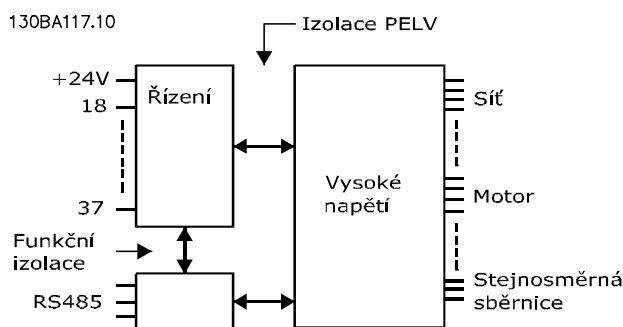 130BA117.10
Izolace PELV
+24V
Řízení
18
37
Vysoké
napětí
Síť
Motor
Funkční
izolace
RS485
Stejnosměrná
sběrnice